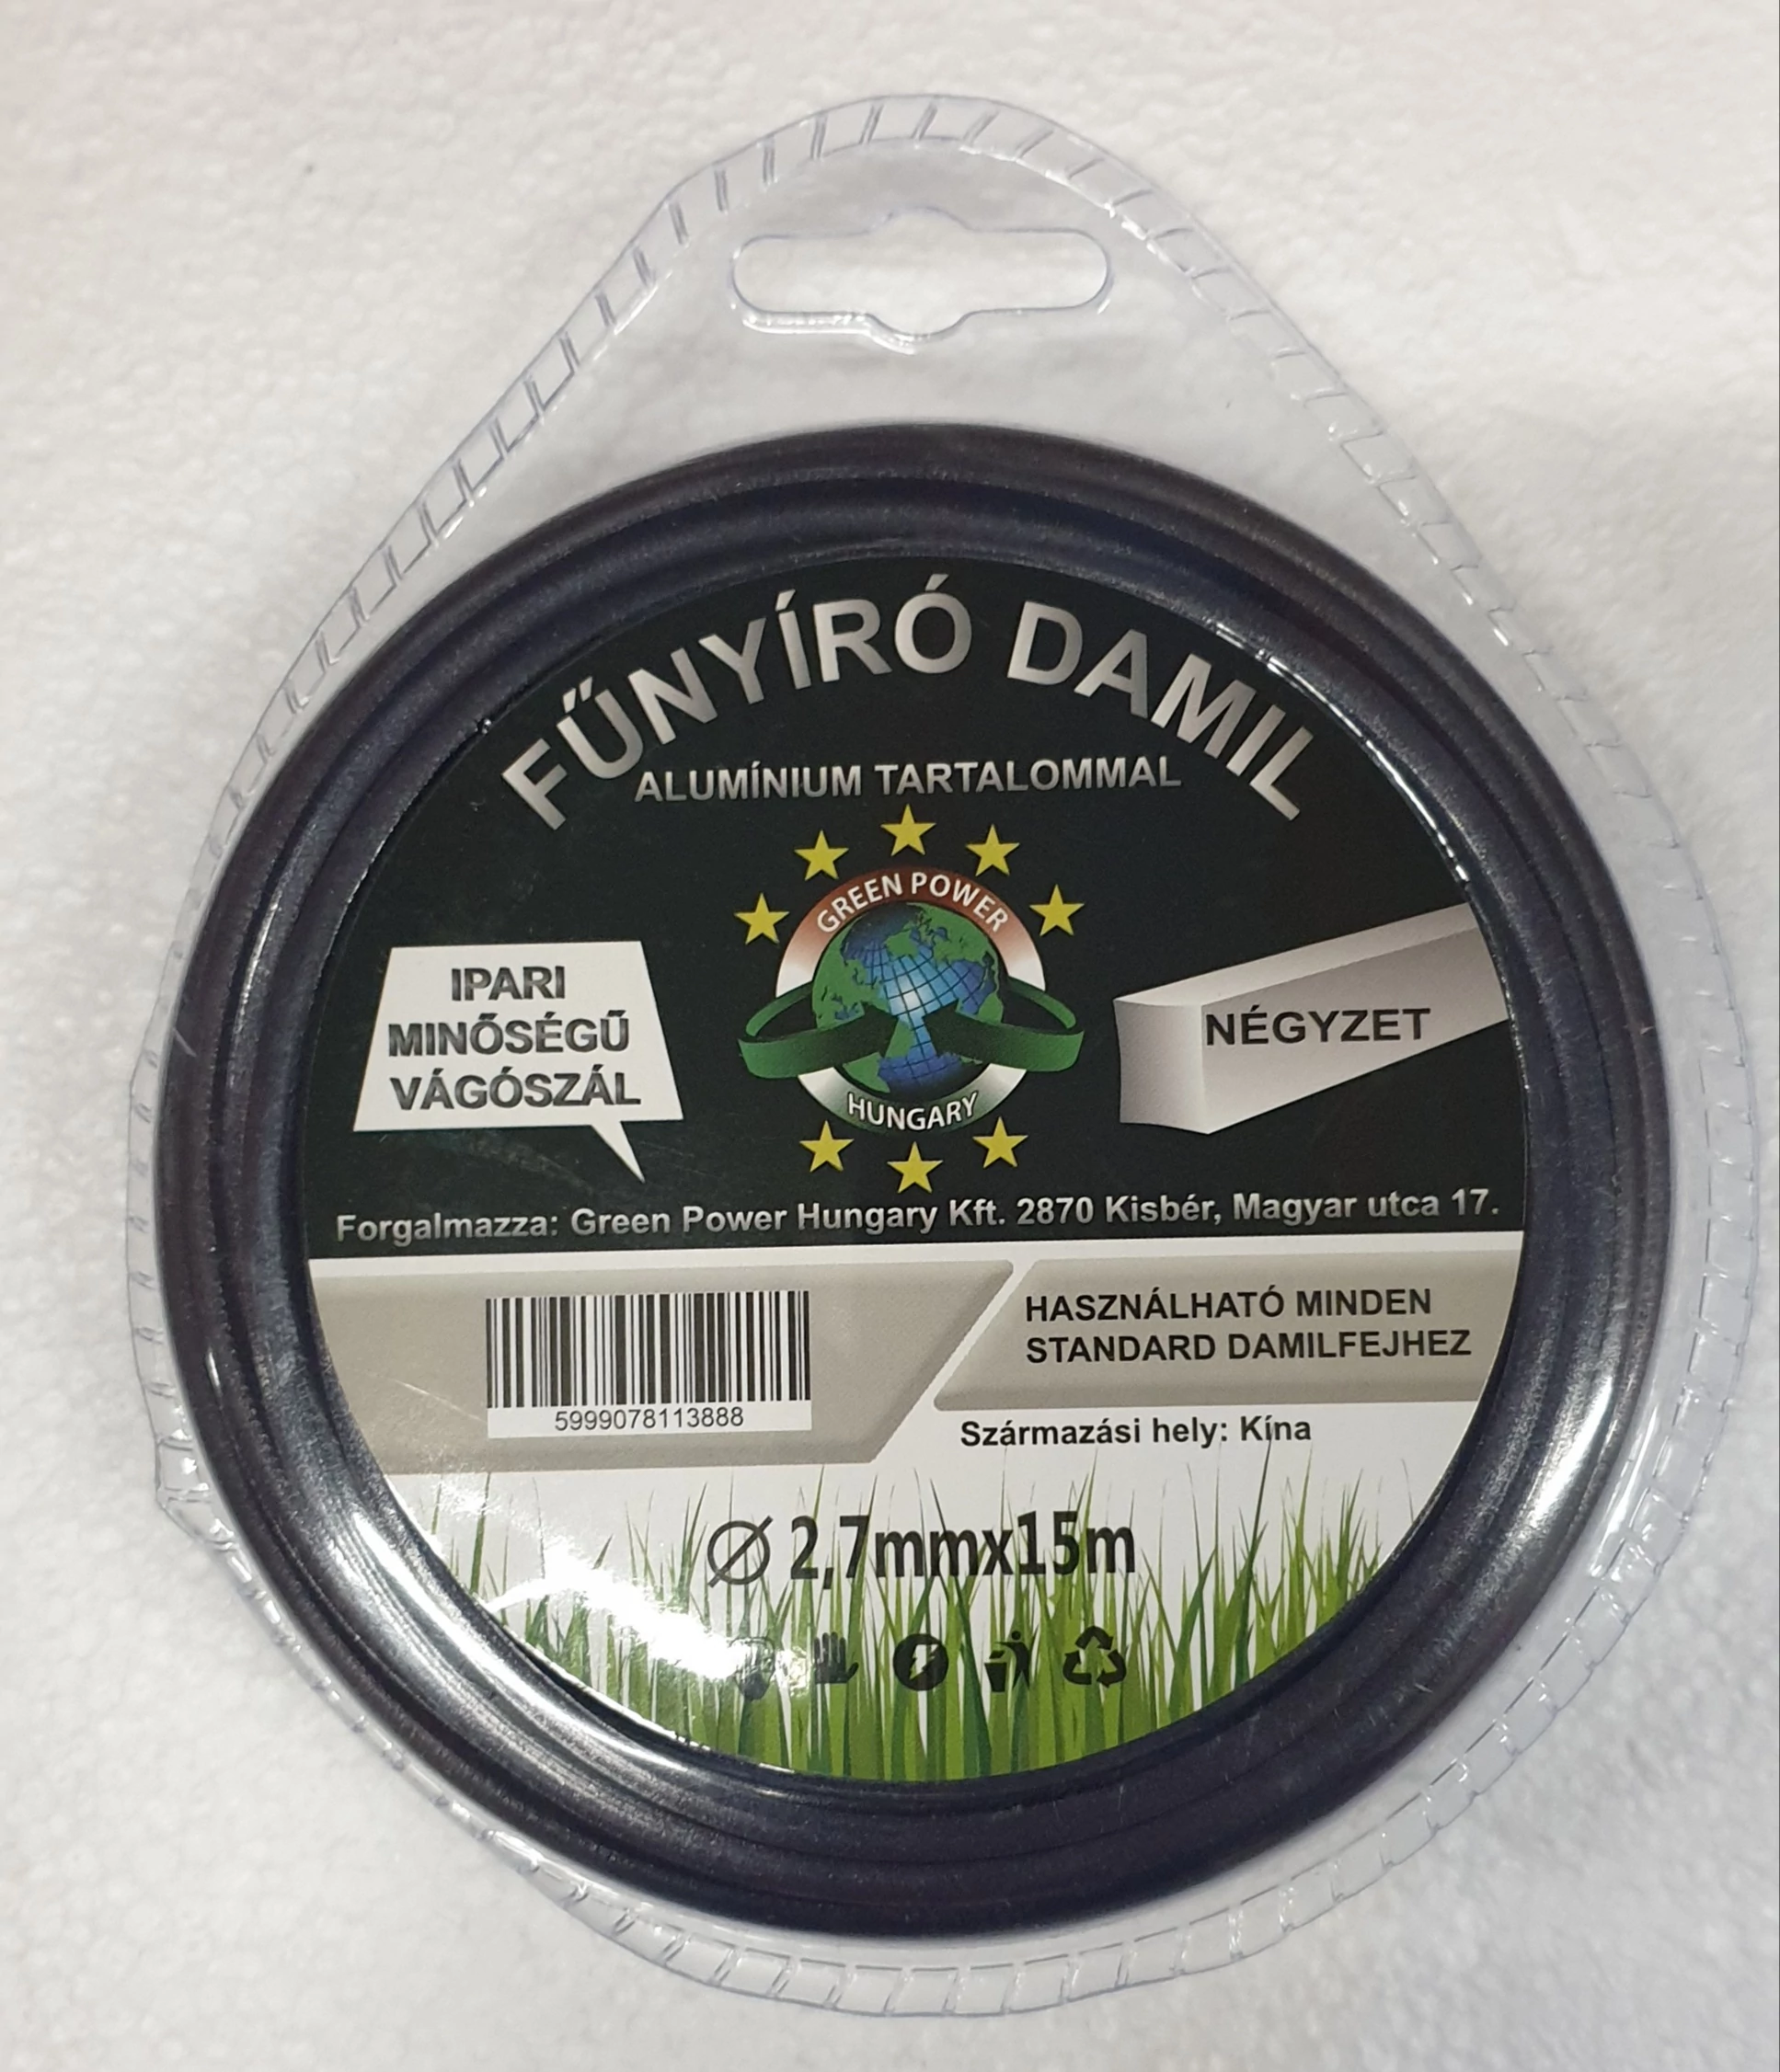 FŰNYÍRÓ DAMIL
ALUMÍNIUM TARTALOMMAL
GREEN POWER
HUNGARY
IPARI
MINŐSÉGŰ
VÁGÓSZÁL
NÉGYZET
Forgalmazza: Green Power Hungary Kft. 2870 Kisbér, Magyar utca 17.
5999078113888
HASZNÁLHATÓ MINDEN
STANDARD DAMILFEJHEZ
Származási hely: Kína
Ø 2,7mmx15m